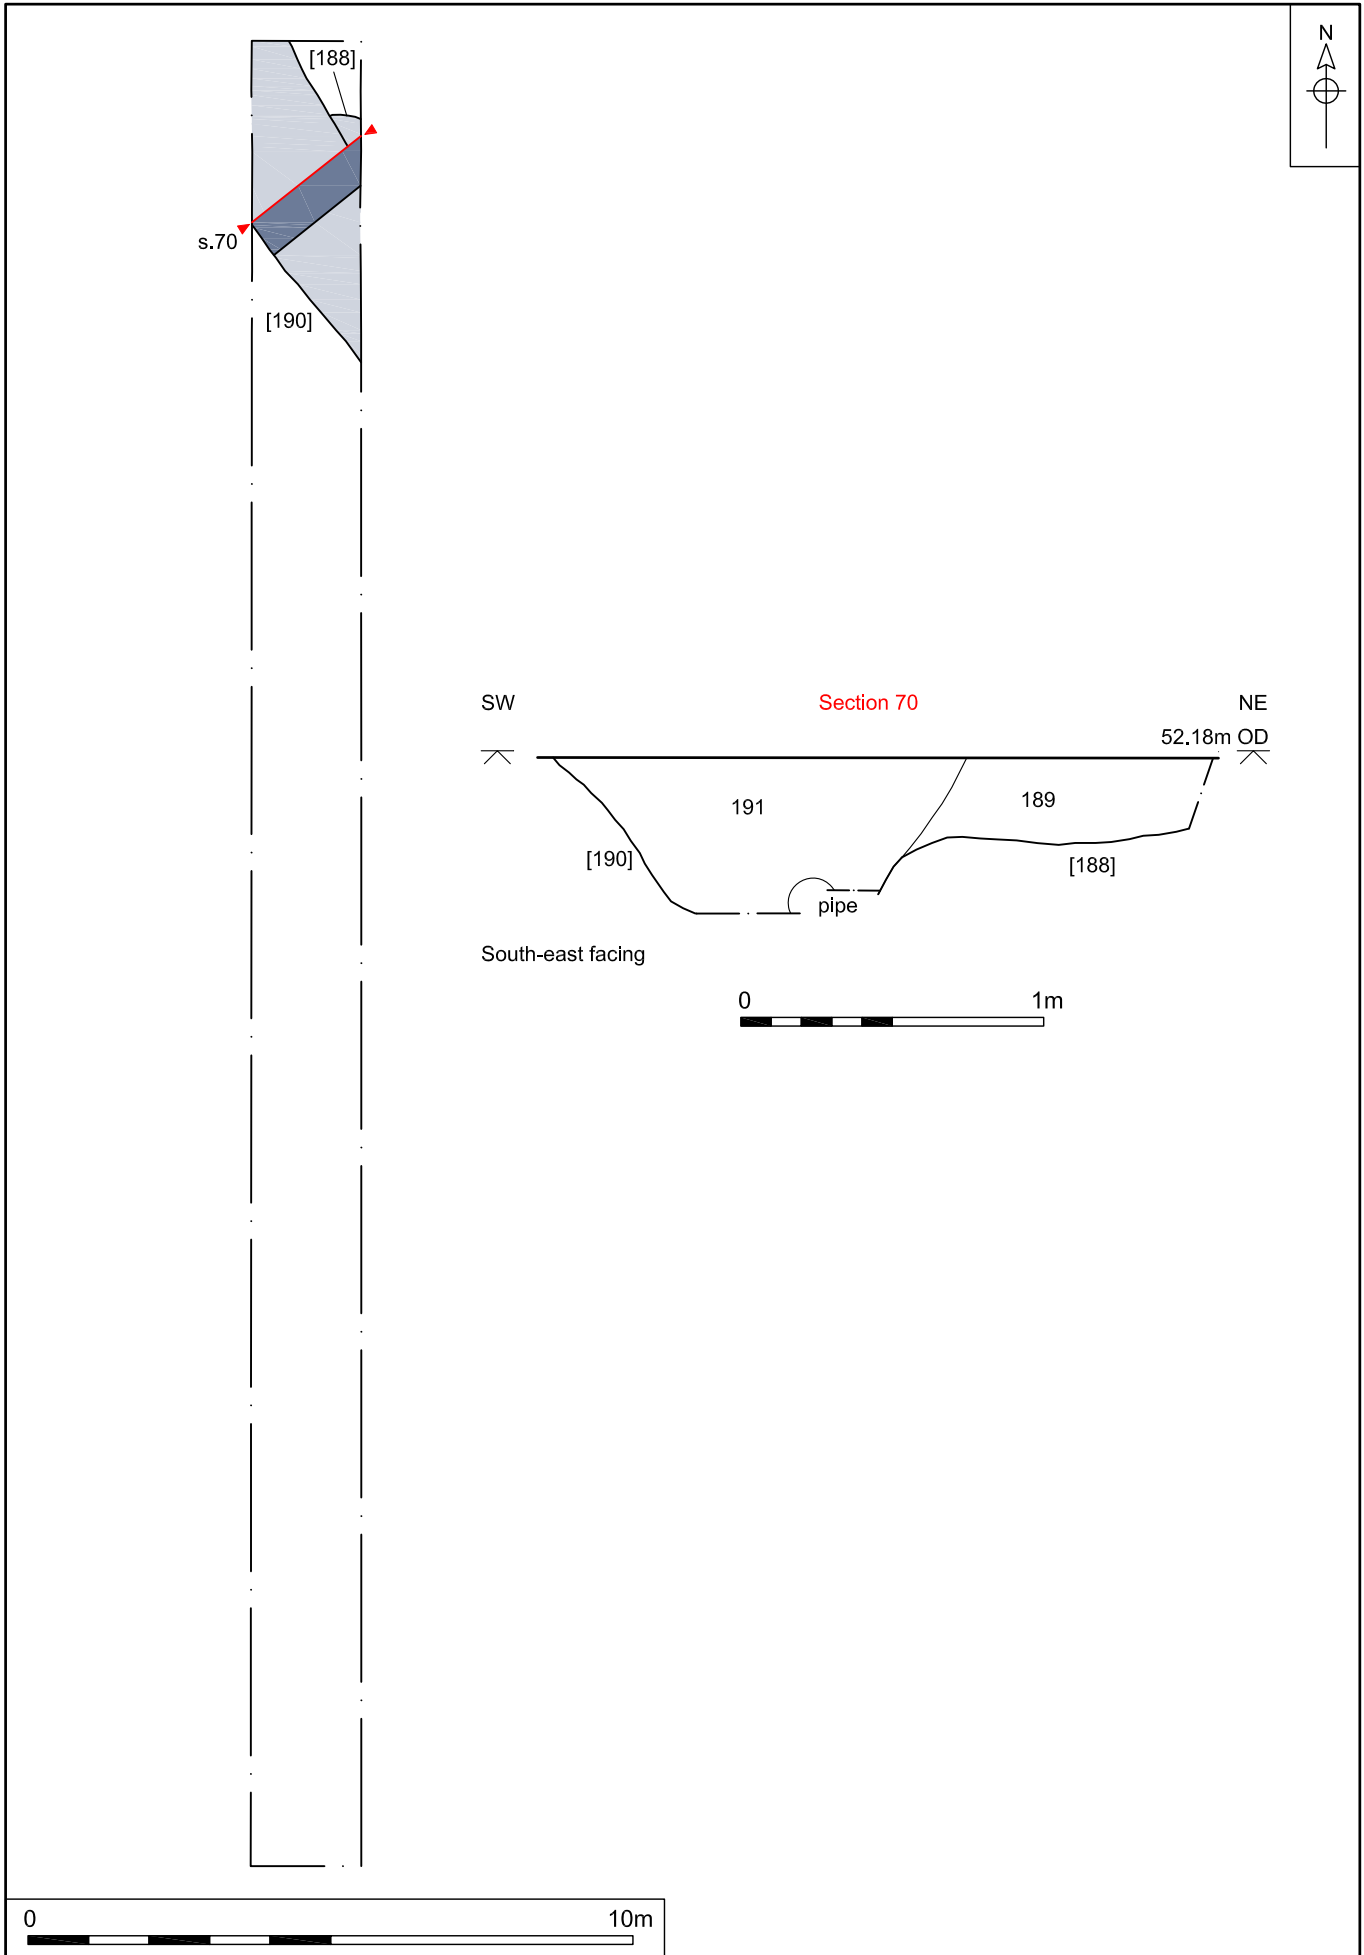 N
[188]
s.70
[190]
SW
Section 70
NE
52.18m OD
191
189
[190]
[188]
pipe
South-east facing
0
1m
0
10m